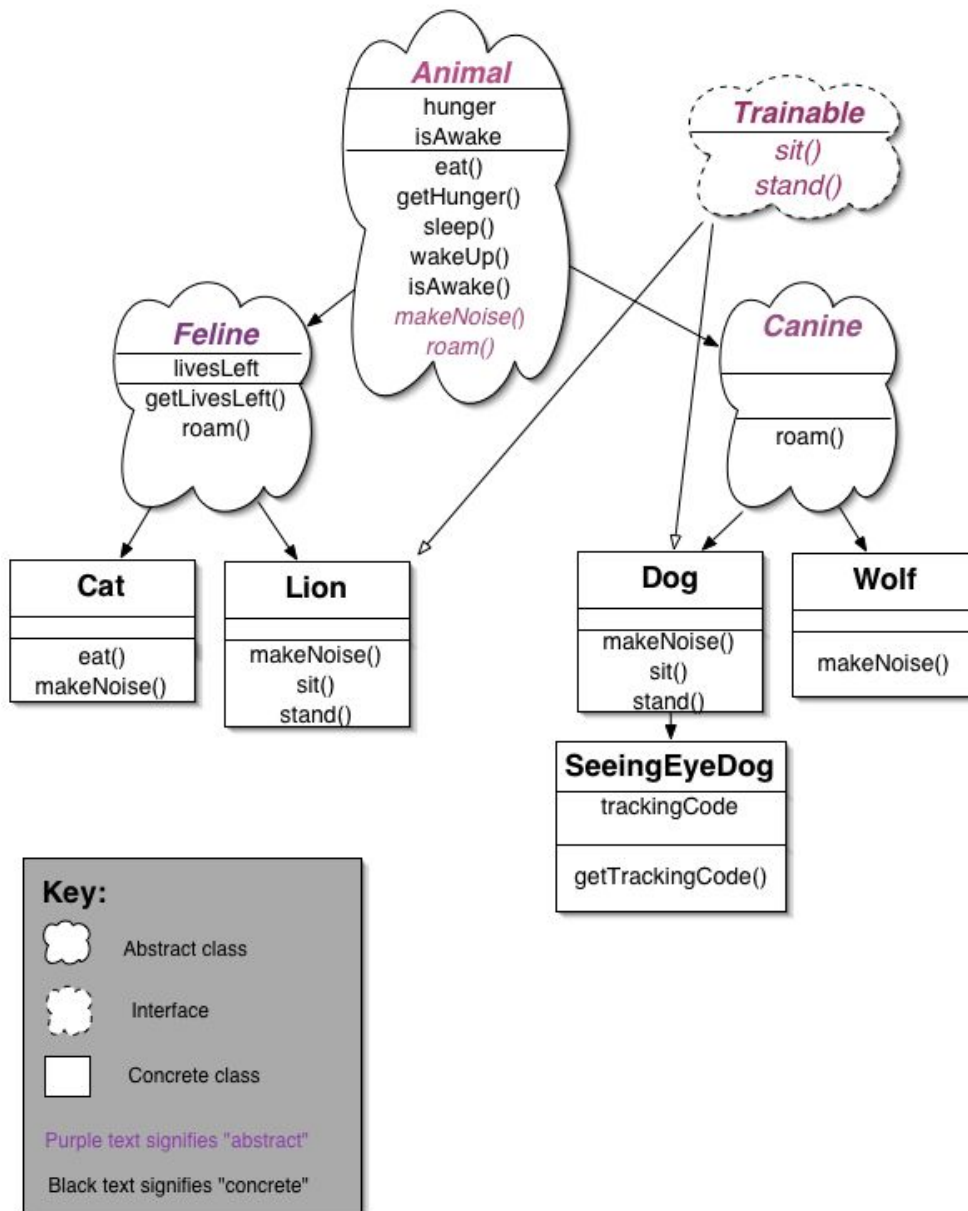 Animal
hunger
isAwake
eat()
getHunger()
sleep()
wakeUp()
isAwake()
makeNoise()
roam()
Trainable
sit()
stand()
Feline
livesLeft
getLivesLeft()
roam()
Canine
roam()
Cat
eat()
makeNoise()
Lion
makeNoise()
sit()
stand()
Dog
makeNoise()
sit()
stand()
Wolf
makeNoise()
SeeingEyeDog
trackingCode
getTrackingCode()
Key:
Abstract class
Interface
Concrete class
Purple text signifies "abstract"
Black text signifies "concrete"